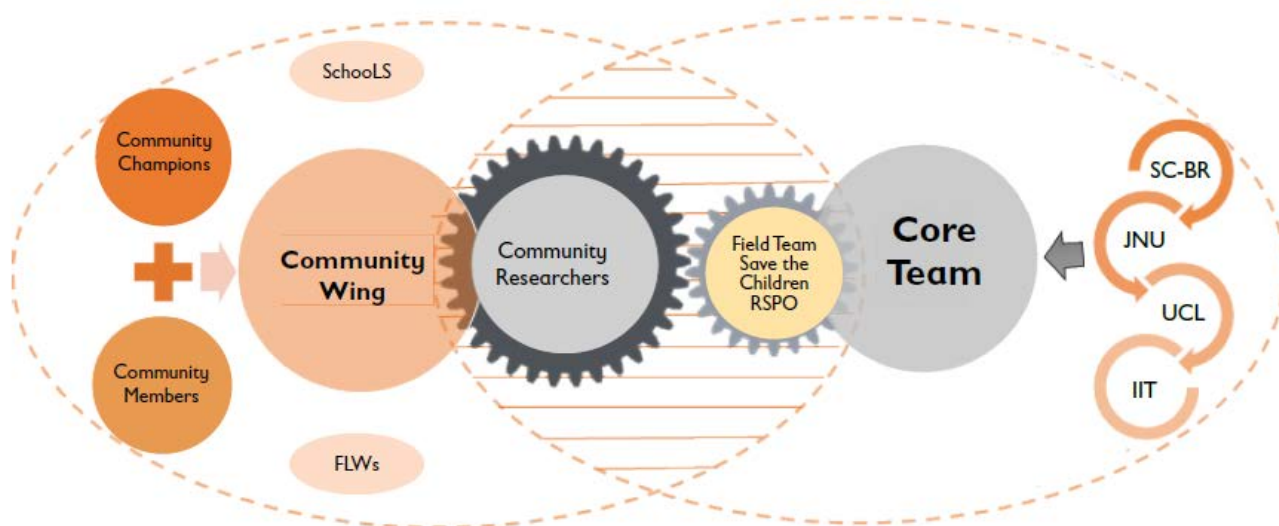 SchooLS
Community
Champions
Community
Wing
Community
Members
FLWs
Community
Researchers
Field Team
Save the
Children
RSPO
Core
Team
SC-BR
JNU
UCL
IIT